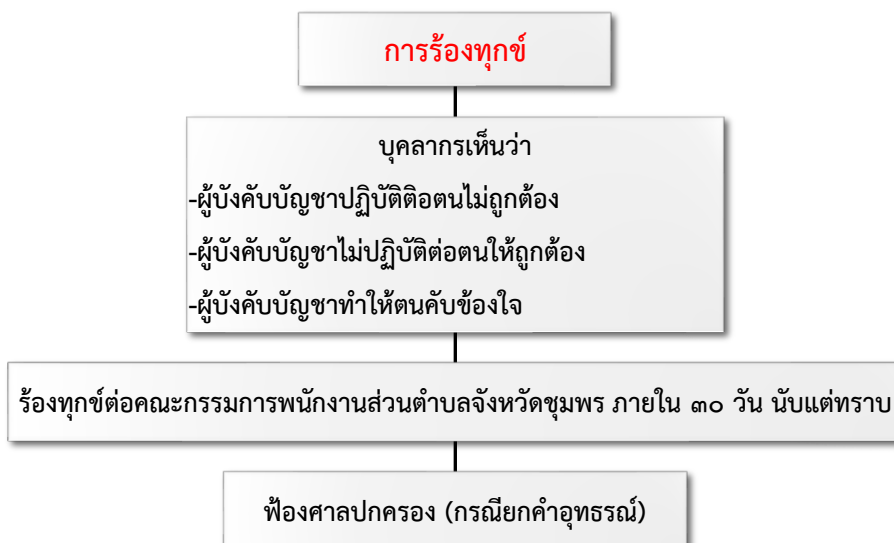 การร้องทุกข์
บุคลากรเห็นว่า
-ผู้บังคับบัญชาปฏิบัติติอตนไม่ถูกต้อง
-ผู้บังคับบัญชาไม่ปฏิบัติต่อตนให้ถูกต้อง
-ผู้บังคับบัญชาทำให้ตนคับข้องใจ
ร้องทุกข์ต่อคณะกรรมการพนักงานส่วนตำบลจังหวัดชุมพร ภายใน ๓๐ วัน นับแต่ทราบ
ฟ้องศาลปกครอง (กรณียกคำอุทธรณ์)